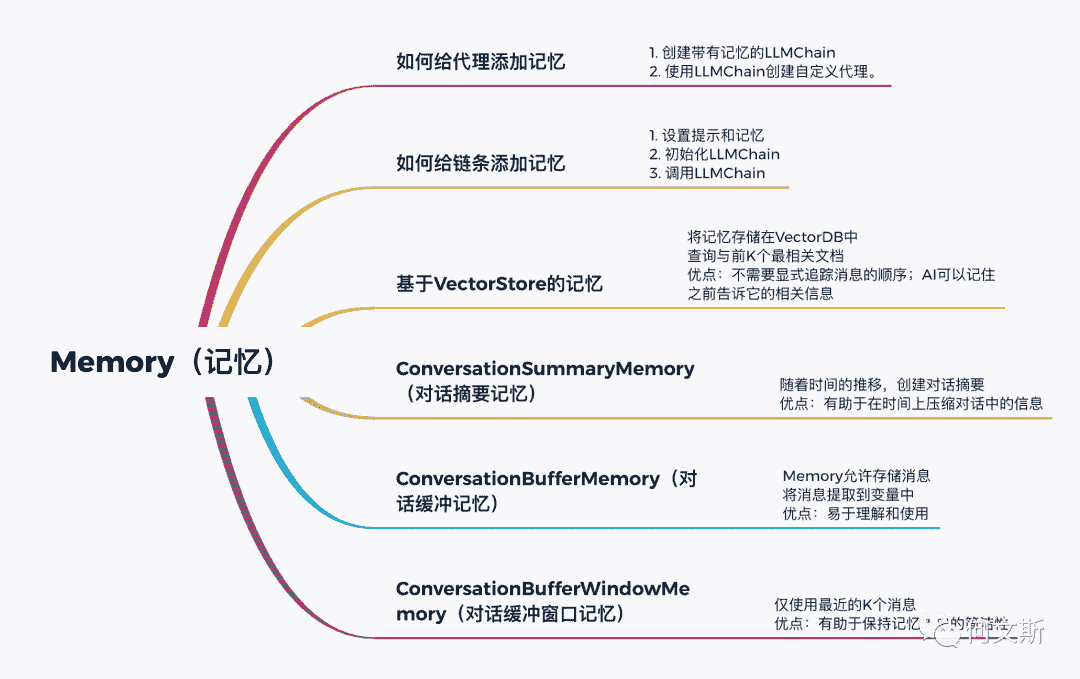 如何给代理添加记忆
1. 创建带有记忆的LLMChain
2. 使用LLMChain创建自定义代理。
如何给链条添加记忆
1. 设置提示和记忆
2. 初始化LLMChain
3. 调用LLMChain
基于VectorStore的记忆
将记忆存储在VectorDB中
查询与前K个最相关文档
优点：不需要显式追踪消息的顺序；AI可以记住
之前告诉它的相关信息
Memory（记忆）
ConversationSummaryMemory
（对话摘要记忆）
随着时间的推移，创建对话摘要
优点：有助于在时间上压缩对话中的信息
ConversationBufferMemory（对
话缓冲记忆）
Memory允许存储消息
将消息提取到变量中
优点：易于理解和使用
ConversationBufferWindowMe
mory（对话缓冲窗口记忆）
仅使用最近的K个消息
优点：有助于保持记忆
文斯